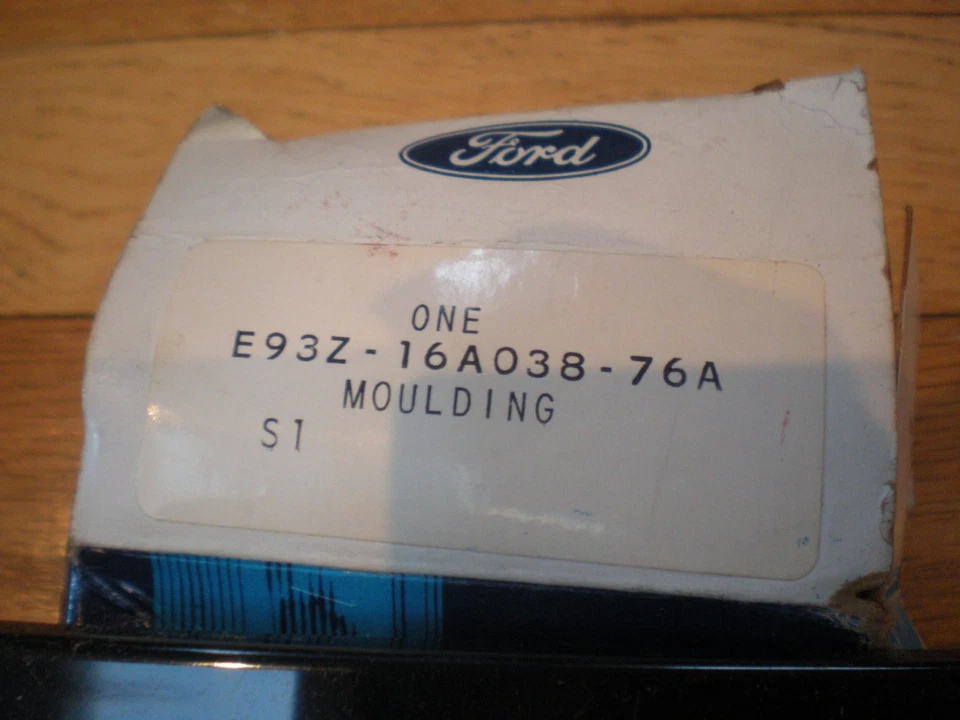 Ford
ONE
E93Z-16A038-76A
MOULDING
S1